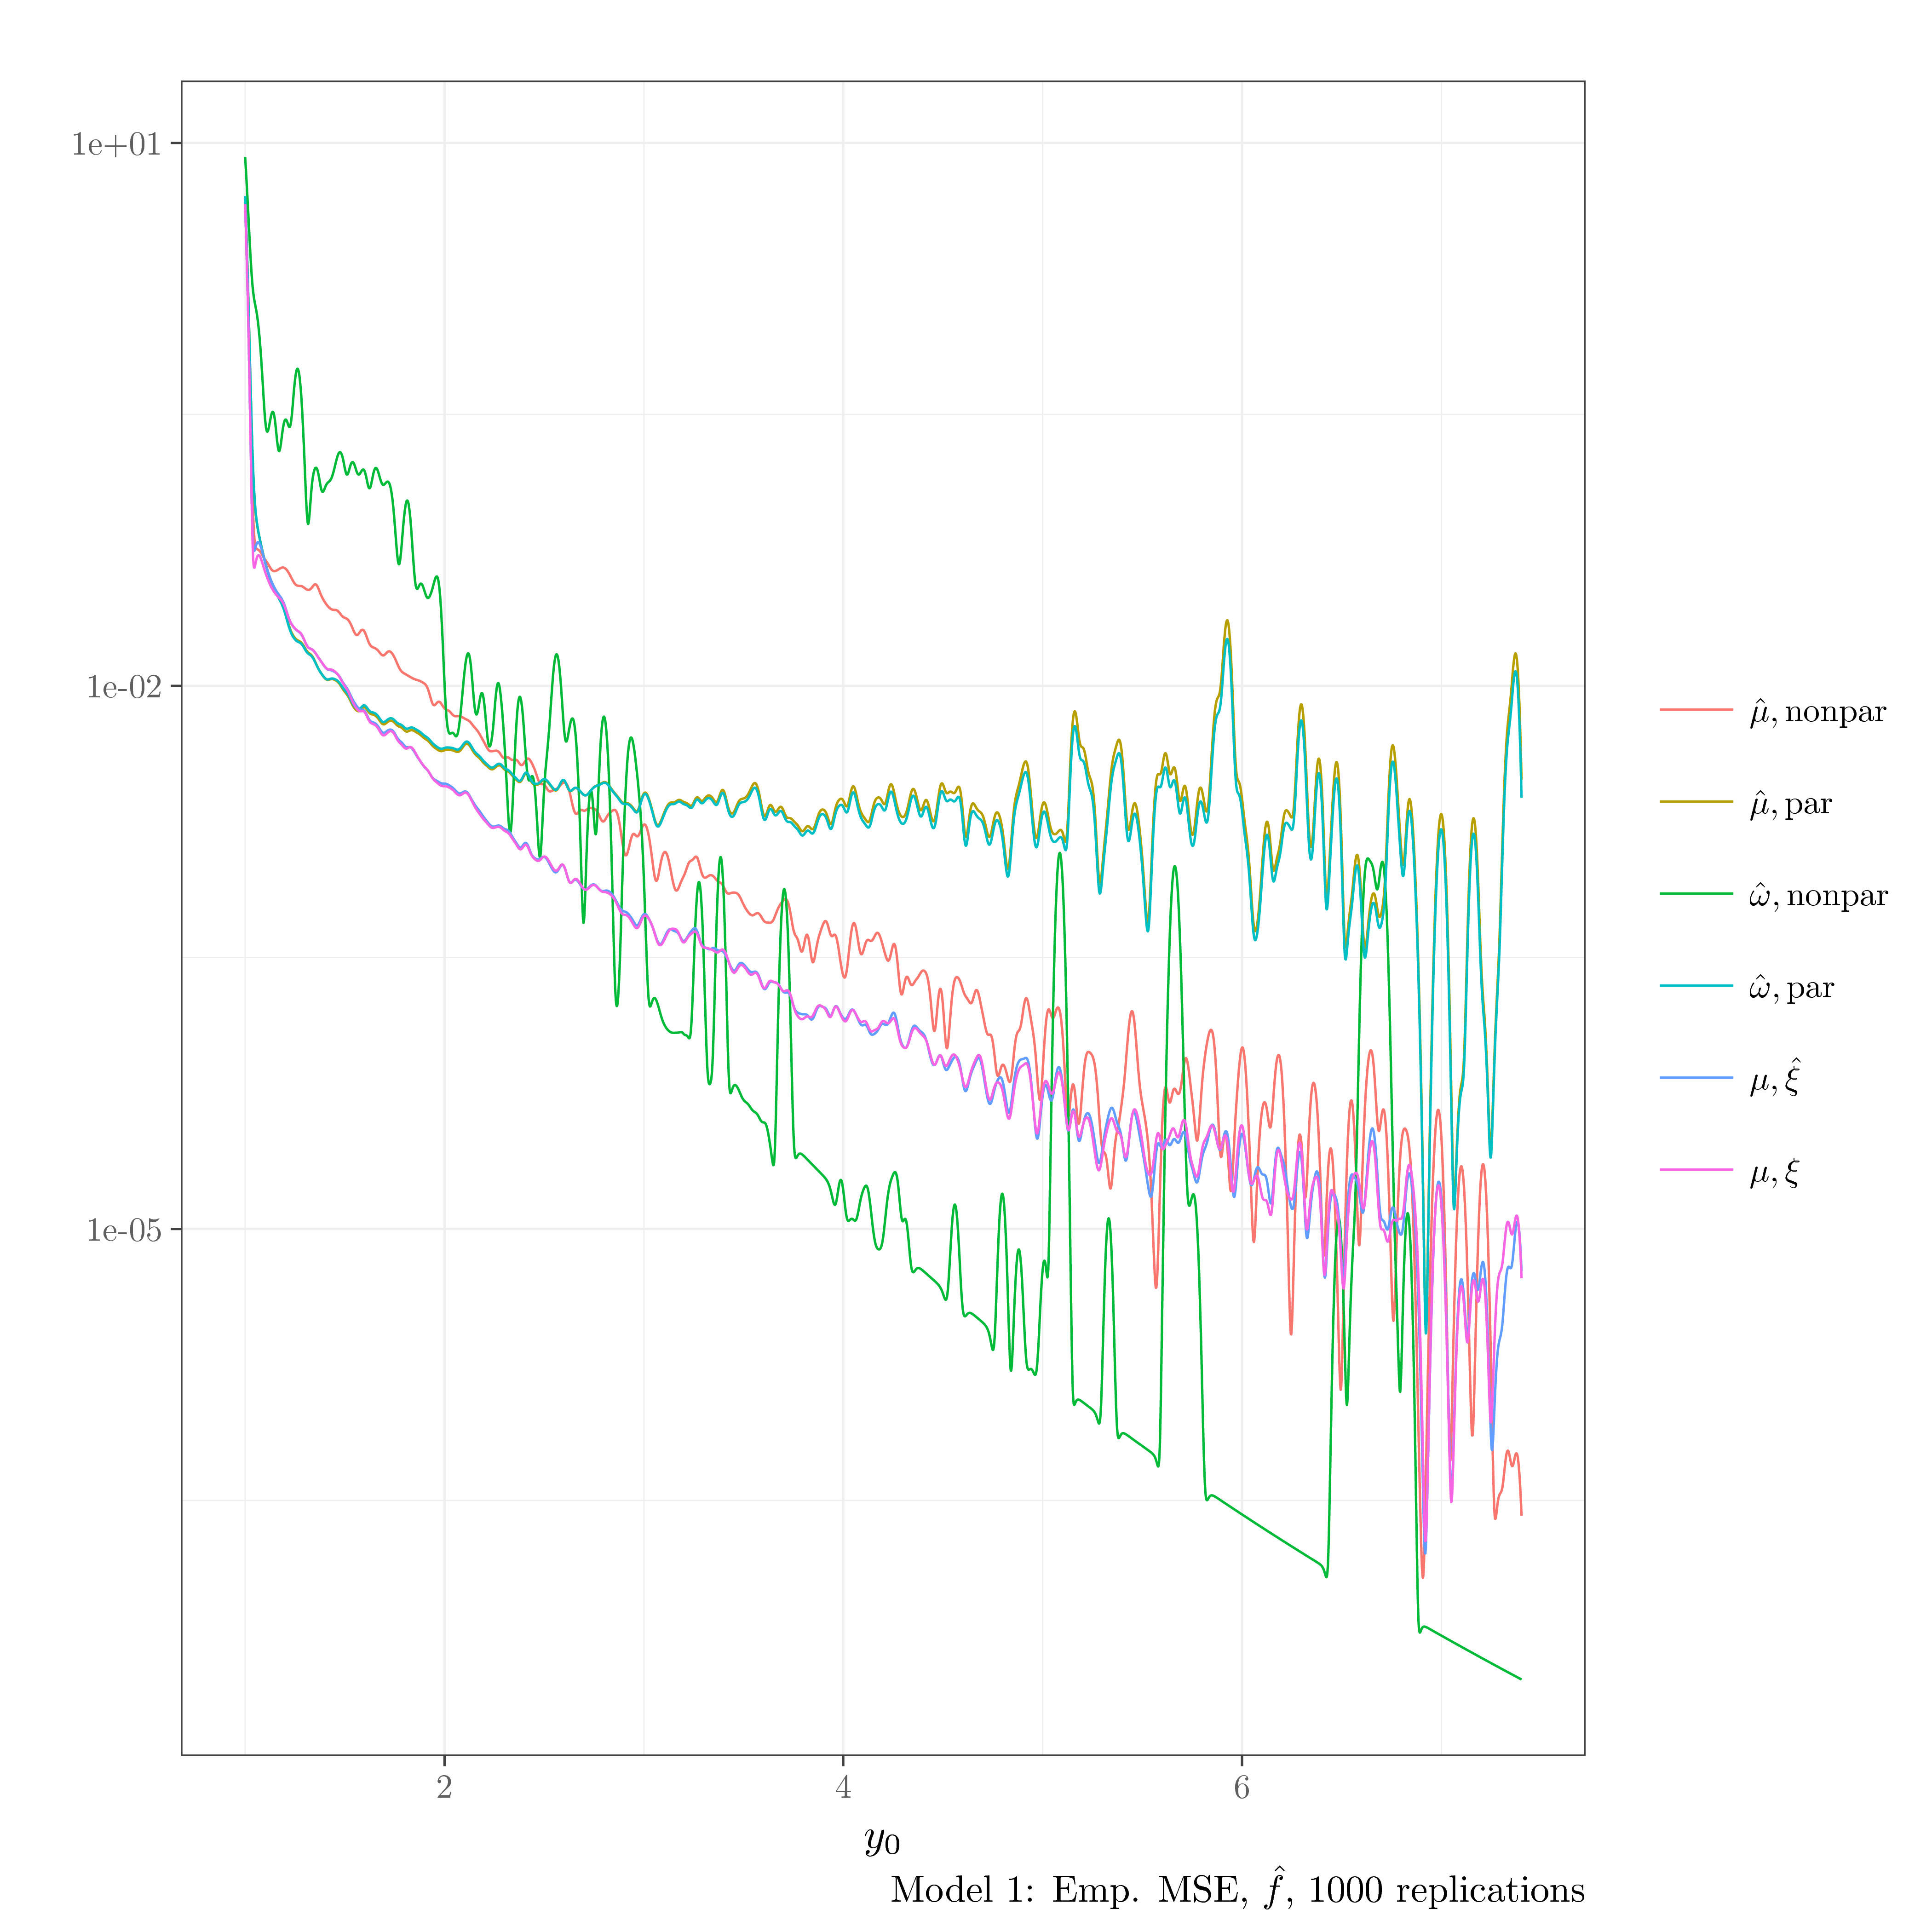 1e+01
1e-02
1e-05
2 4 6
y₀
Model 1: Emp. MSE, f̂, 1000 replications
μ̂, nonpar
μ̂, par
ω̂, nonpar
ω̂, par
μ, ξ̂
μ, ξ